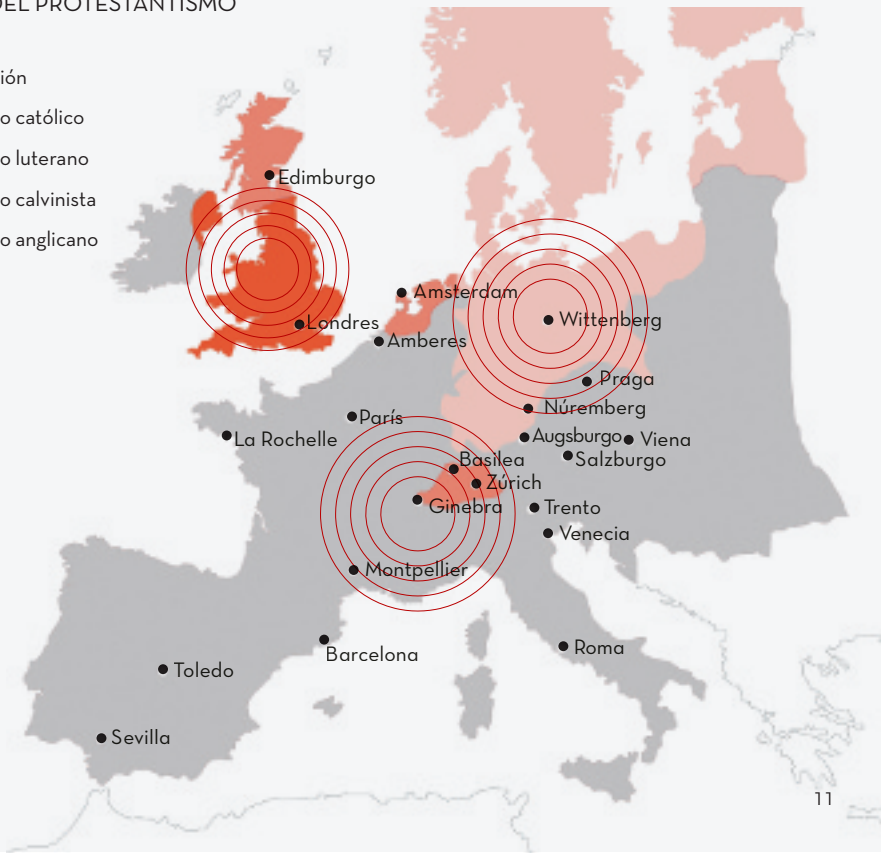 DEL PROTESTANTISMO
ión
o católico
o luterano
o calvinista
o anglicano
Edimburgo
Amsterdam
Londres
Wittenberg
Amberes
Praga
Núremberg
París
La Rochelle
Augsburgo
Viena
Basilea
Salzburgo
Zúrich
Ginebra
Trento
Venecia
Montpellier
Barcelona
Roma
Toledo
Sevilla
11